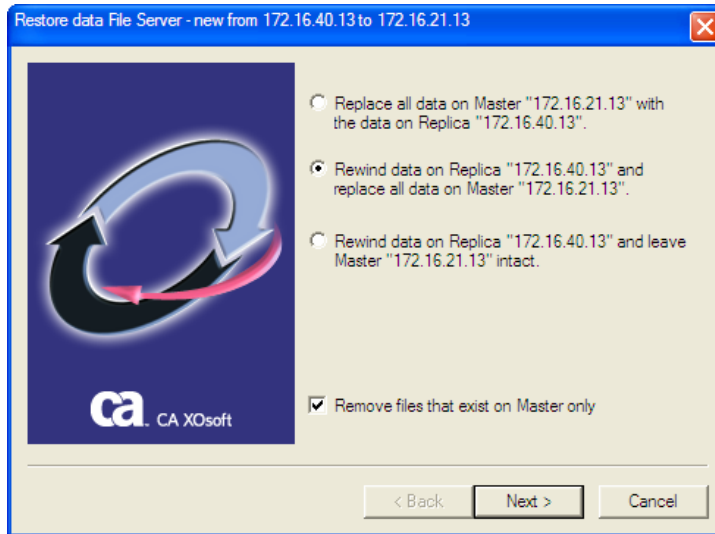 Restore data File Server - new from 172.16.40.13 to 172.16.21.13
Replace all data on Master "172.16.21.13" with
the data on Replica "172.16.40.13".
Rewind data on Replica "172.16.40.13" and
replace all data on Master "172.16.21.13".
Rewind data on Replica "172.16.40.13" and leave
Master "172.16.21.13" intact.
Remove files that exist on Master only
ca. CA XOsoft
< Back
Next >
Cancel